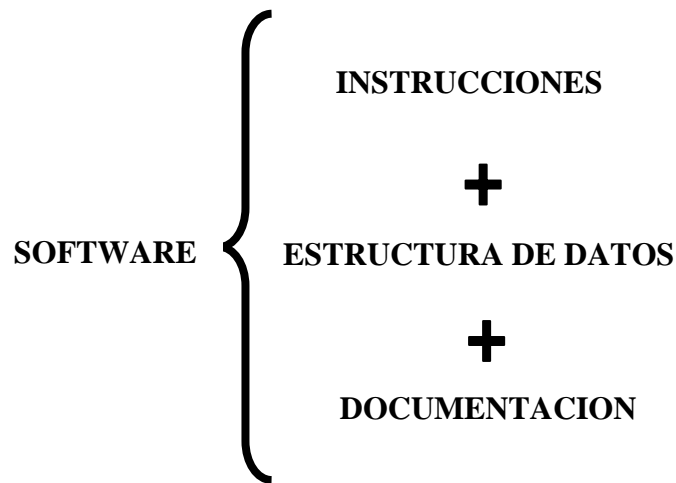 INSTRUCCIONES
+
SOFTWARE
ESTRUCTURA DE DATOS
+
DOCUMENTACION